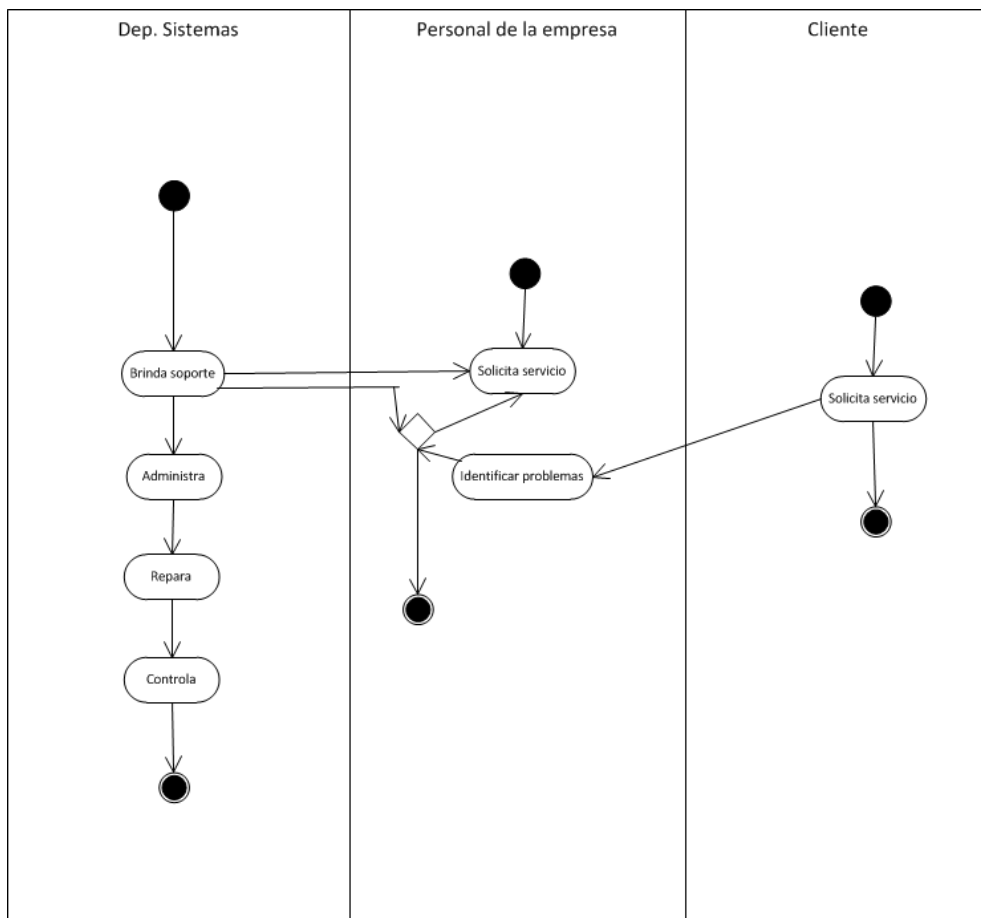 Dep. Sistemas
Personal de la empresa
Cliente
Brinda soporte
Solicita servicio
Solicita servicio
Administra
Identificar problemas
Repara
Controla